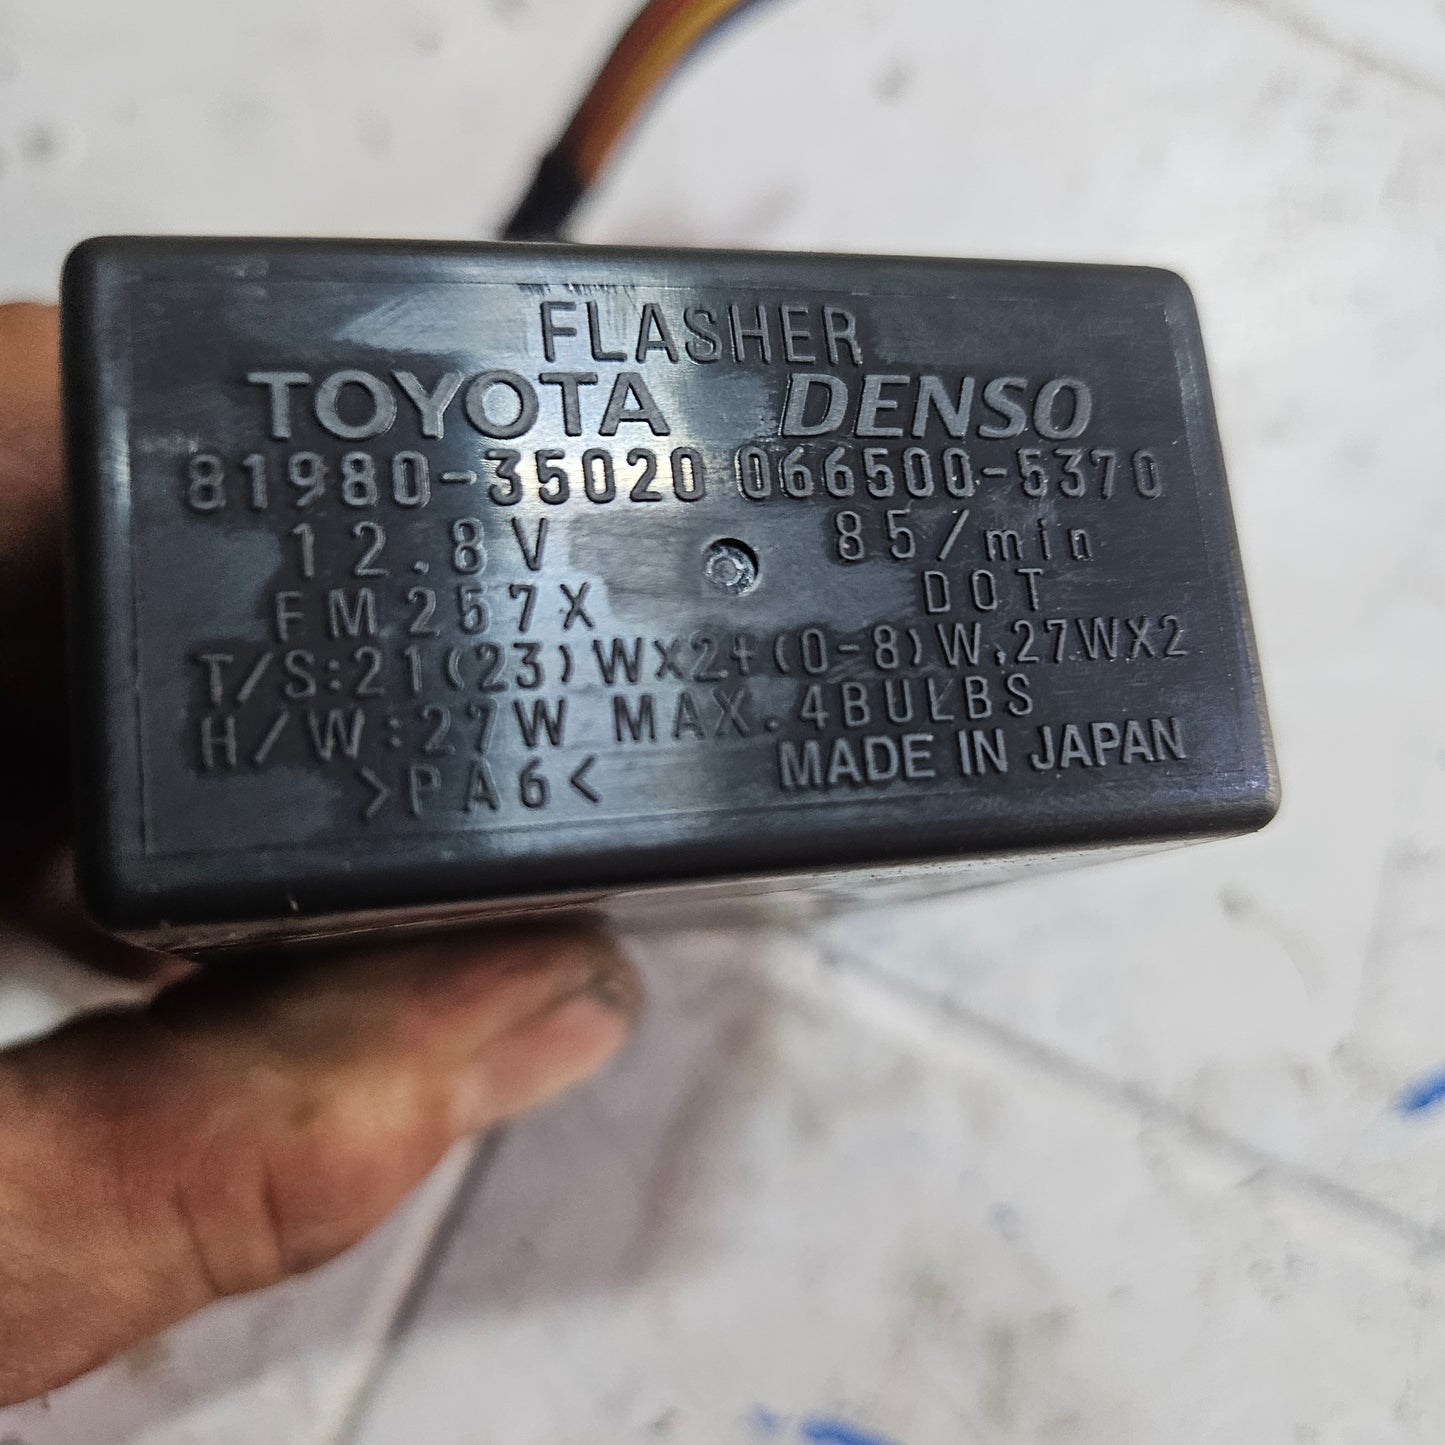 FLASHER
TOYOTA DENSO
81980-35020 066500-5370
12.8V 85/min
FM257X DOT
T/S:21(23)WX2+(0-8)W,27WX2
H/W:27W MAX.4BULBS
>PA6< MADE IN JAPAN